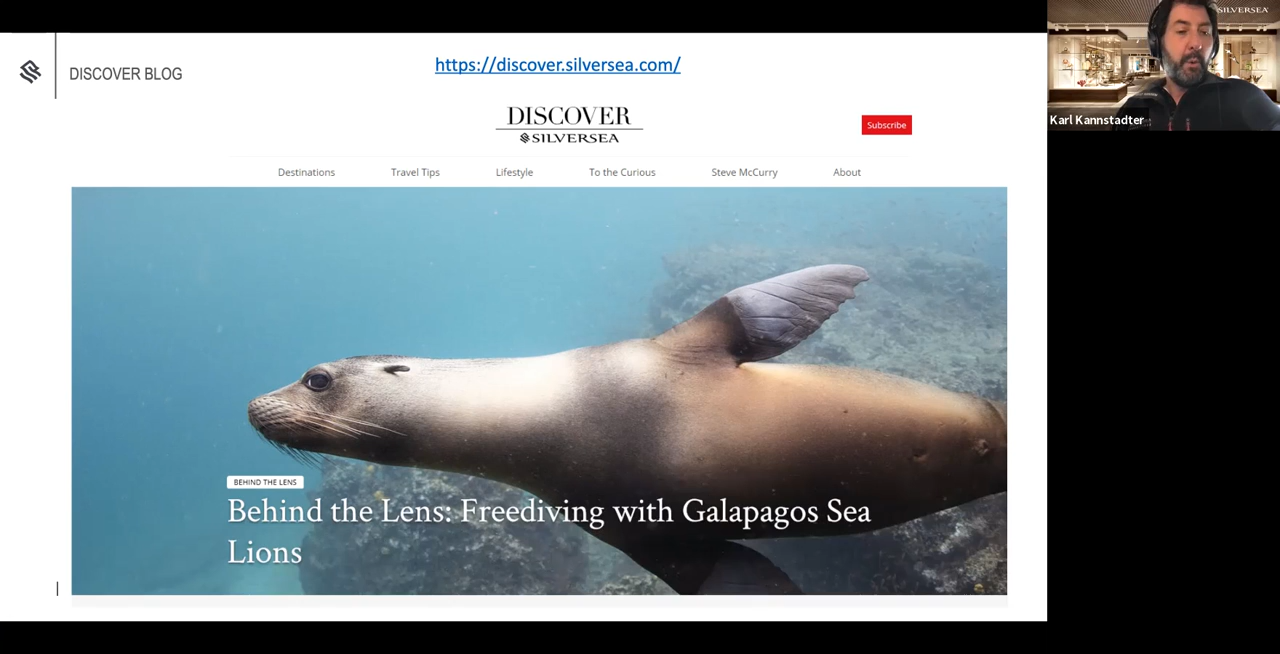 DISCOVER BLOG
https://discover.silversea.com/
DISCOVER
SILVERSEA
Subscribe
Destinations
Travel Tips
Lifestyle
To the Curious
Steve McCurry
About
BEHIND THE LENS
Behind the Lens: Freediving with Galapagos Sea
Lions
SILVERSEA
Karl Kannstadter